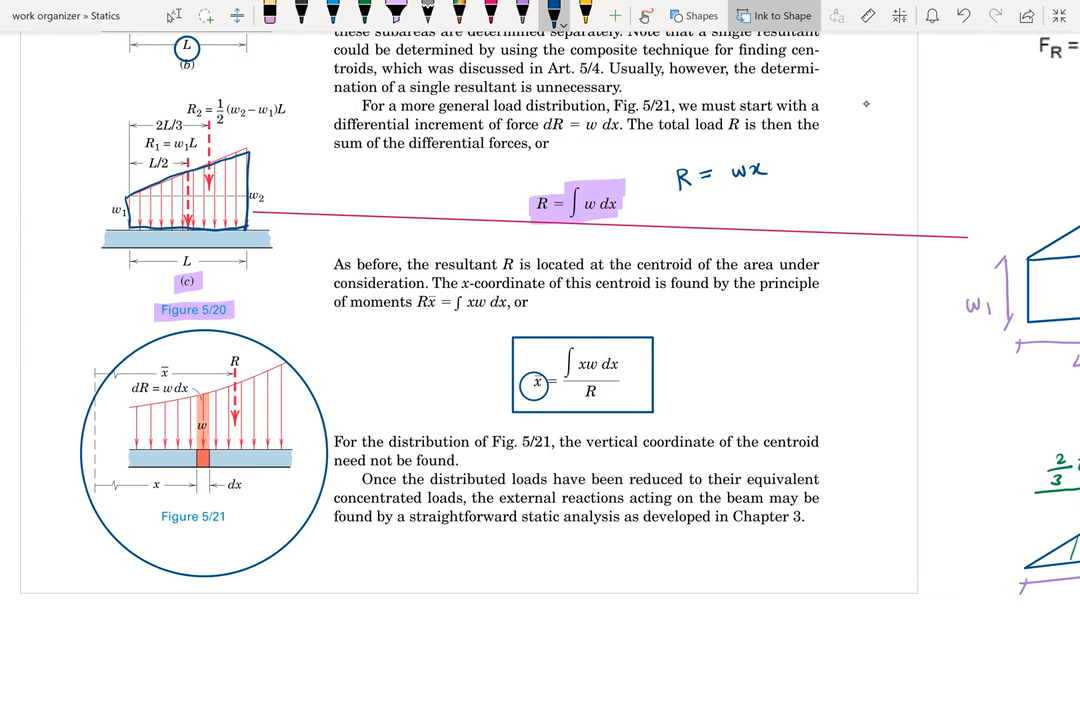 work organizer » Statics
Shapes
Ink to Shape
L
(b)
R₂ = 1/2 (w₂ − w₁)L
2L/3
R₁ = w₁L
L/2
w₁
w₂
L
(c)
Figure 5/20
x̄
R
dR = w dx
w
x
dx
Figure 5/21
these subareas are determined separately. Note that a single resultant
could be determined by using the composite technique for finding cen-
troids, which was discussed in Art. 5/4. Usually, however, the determi-
nation of a single resultant is unnecessary.
For a more general load distribution, Fig. 5/21, we must start with a
differential increment of force dR = w dx. The total load R is then the
sum of the differential forces, or
R = wx
R = ∫ w dx
As before, the resultant R is located at the centroid of the area under
consideration. The x-coordinate of this centroid is found by the principle
of moments Rx̄ = ∫ xw dx, or
x̄ = ∫ xw dx / R
For the distribution of Fig. 5/21, the vertical coordinate of the centroid
need not be found.
Once the distributed loads have been reduced to their equivalent
concentrated loads, the external reactions acting on the beam may be
found by a straightforward static analysis as developed in Chapter 3.
F_R =
w₁
2/3